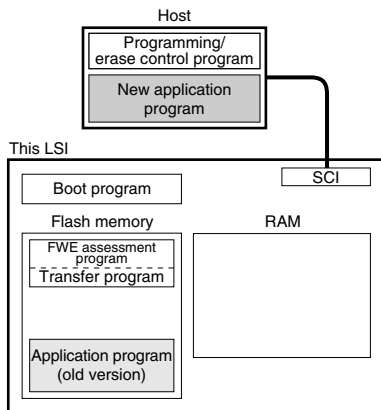 Host
Programming/
erase control program
New application
program
This LSI
SCI
Boot program
Flash memory
RAM
FWE assessment
program
Transfer program
Application program
(old version)